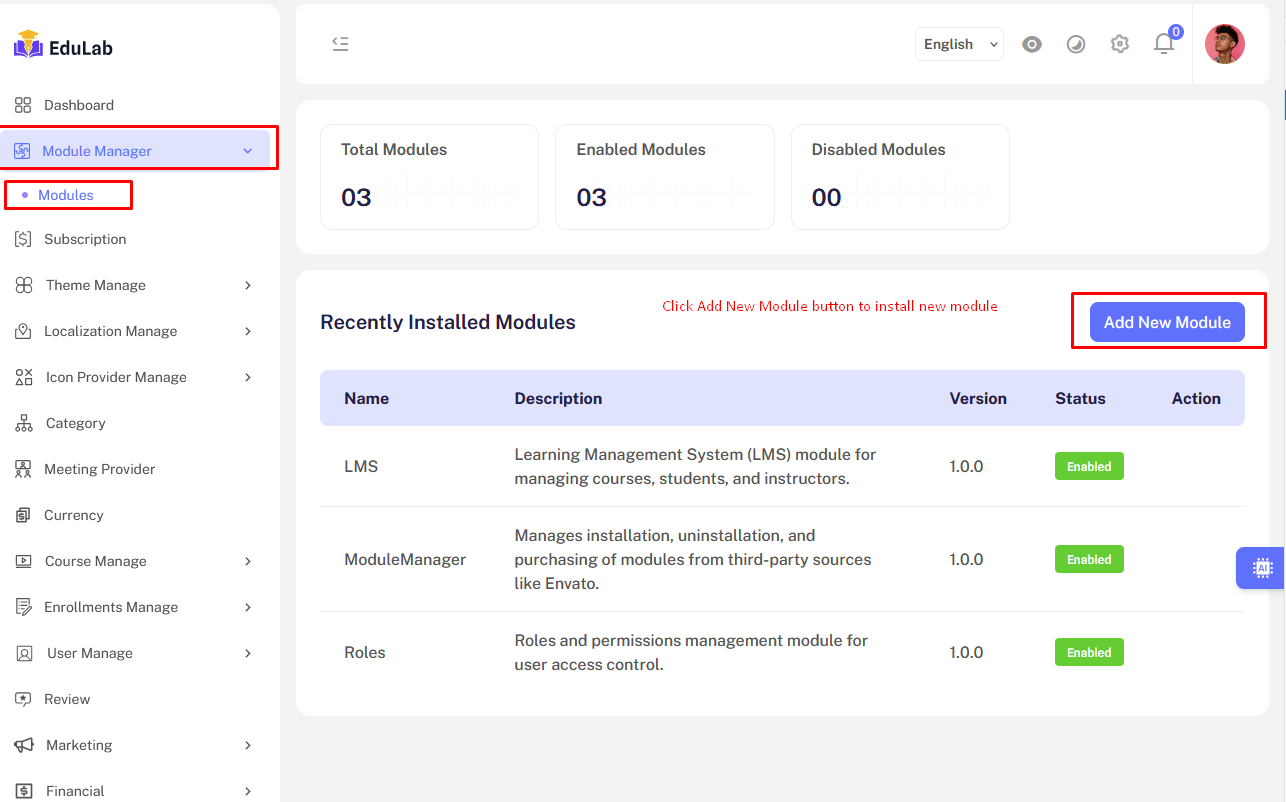 EduLab
English
0
Dashboard
Module Manager
Modules
Subscription
Theme Manage
Localization Manage
Icon Provider Manage
Category
Meeting Provider
Currency
Course Manage
Enrollments Manage
User Manage
Review
Marketing
Financial
Total Modules
03
Enabled Modules
03
Disabled Modules
00
Recently Installed Modules
Click Add New Module button to install new module
Add New Module
Name Description Version Status Action
LMS
Learning Management System (LMS) module for
managing courses, students, and instructors.
1.0.0
Enabled
ModuleManager
Manages installation, uninstallation, and
purchasing of modules from third-party sources
like Envato.
1.0.0
Enabled
Roles
Roles and permissions management module for
user access control.
1.0.0
Enabled
AI